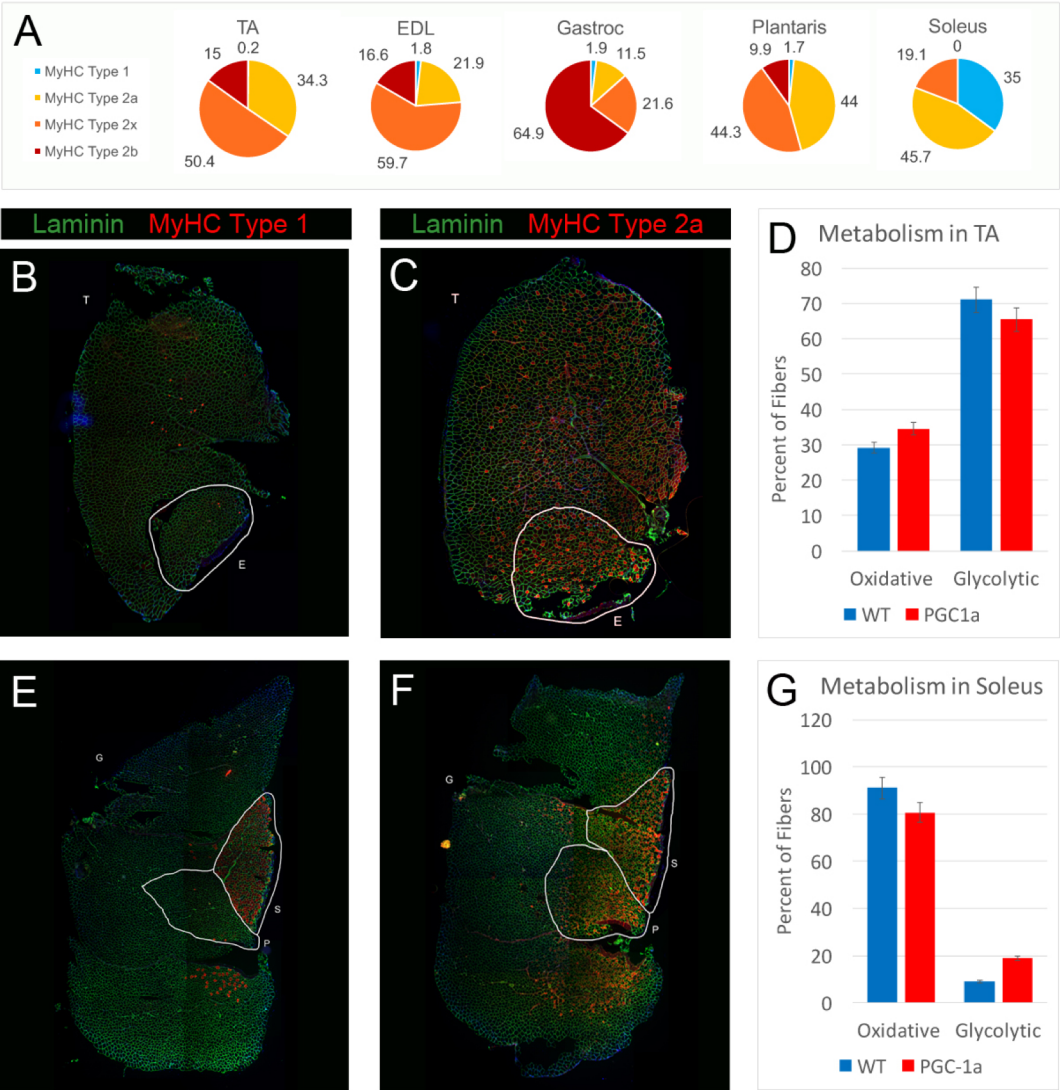 A
MyHC Type 1
MyHC Type 2a
MyHC Type 2x
MyHC Type 2b
TA
15
0.2
34.3
50.4
EDL
16.6
1.8
21.9
59.7
Gastroc
1.9
11.5
21.6
64.9
Plantaris
9.9
1.7
44
44.3
Soleus
19.1
0
35
45.7
Laminin MyHC Type 1
B
T
E
Laminin MyHC Type 2a
C
T
E
D Metabolism in TA
Percent of Fibers
80
70
60
50
40
30
20
10
0
Oxidative Glycolytic
WT PGC1a
E
G
S
P
F
G
S
P
G Metabolism in Soleus
Percent of Fibers
120
100
80
60
40
20
0
Oxidative Glycolytic
WT PGC-1a